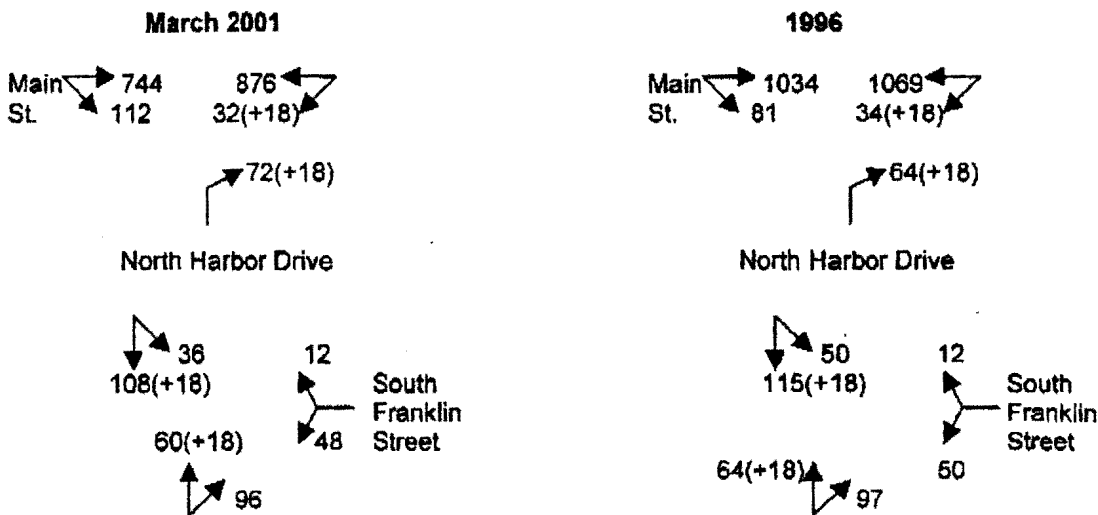 March 2001
1996
Main 744 876
St. 112 32(+18)
72(+18)
North Harbor Drive
36 12
108(+18) South
Franklin
60(+18) 48 Street
96
Main 1034 1069
St. 81 34(+18)
64(+18)
North Harbor Drive
50 12
115(+18) South
Franklin
Street
64(+18) 50
97